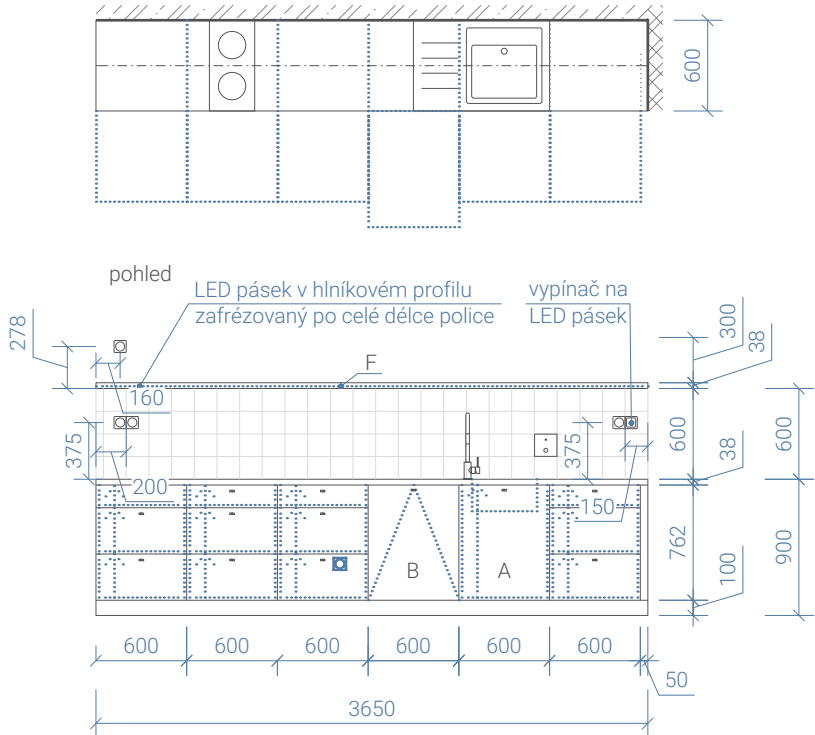 600
pohled
LED pásek v hlníkovém profilu
zafrézovaný po celé délce police
vypínač na
LED pásek
278
300
38
F
160
375
200
375
150
600
600
38
B
A
762
900
100
600
600
600
600
600
600
50
3650